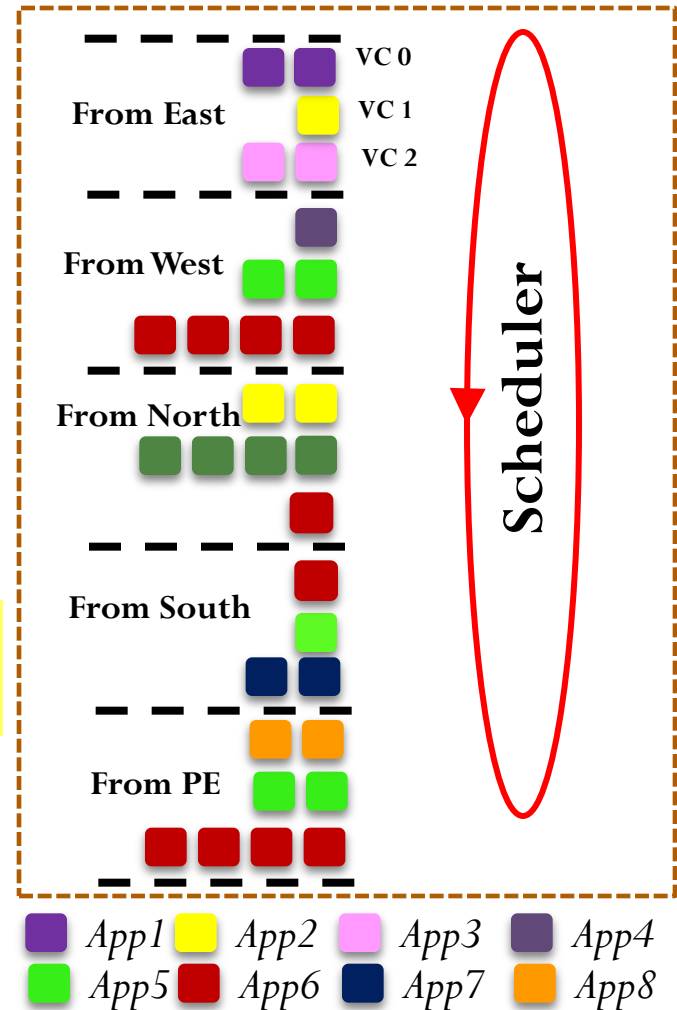 VC 0
From East
VC 1
VC 2
From West
From North
From South
From PE
Scheduler
App1 App2 App3 App4
App5 App6 App7 App8